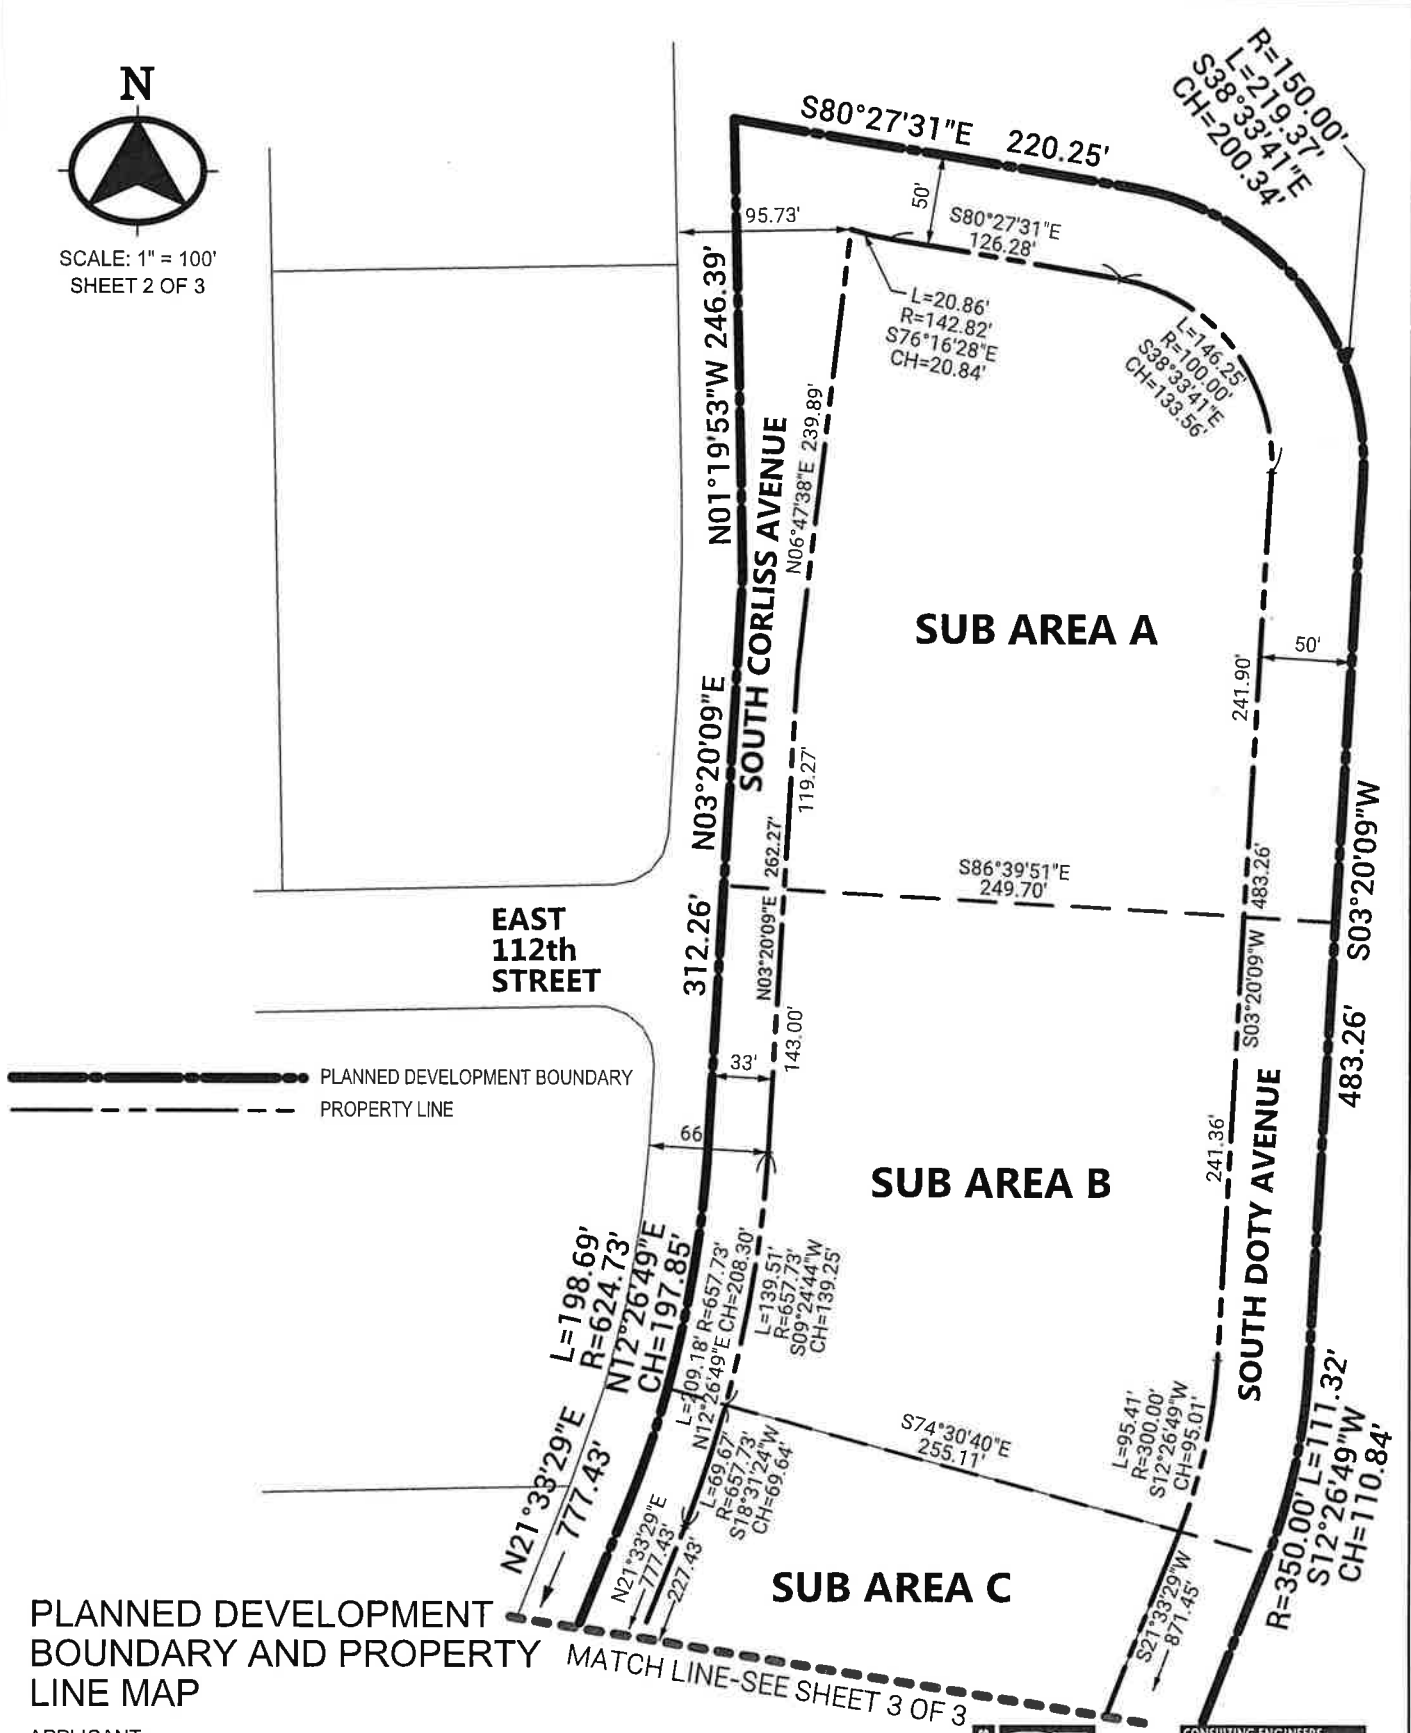 N
SCALE: 1" = 100'
SHEET 2 OF 3
S80°27'31"E 220.25'
R=150.00'
L=219.37'
S38°33'41"E
CH=200.34'
50'
95.73'
S80°27'31"E
126.28'
L=20.86'
R=142.82'
S76°16'28"E
CH=20.84'
L=146.25'
R=100.00'
S38°33'41"E
CH=133.56'
N01°19'53"W 246.39'
N06°47'38"E 239.89'
SOUTH CORLISS AVENUE
SUB AREA A
50'
241.90'
N03°20'09"E
312.26'
119.27'
262.27'
N03°20'09"E
S86°39'51"E
249.70'
483.26'
S03°20'09"W
S03°20'09"W
483.26'
EAST
112th
STREET
143.00'
33'
PLANNED DEVELOPMENT BOUNDARY
PROPERTY LINE
66
SUB AREA B
241.36'
SOUTH DOTY AVENUE
L=198.69'
R=624.73'
N12°26'49"E
CH=197.85'
L=209.18' R=657.73'
N12°26'49"E CH=208.30'
L=139.51'
R=657.73'
S09°24'44"W
CH=139.25'
N21°33'29"E
777.43'
L=69.67'
R=657.73'
S18°31'24"W
CH=69.64'
S74°30'40"E
255.11'
L=95.41'
R=300.00'
S12°26'49"W
CH=95.01'
R=350.00' L=111.32'
S12°26'49"W
CH=110.84'
N21°33'29"E
777.43'
227.43'
SUB AREA C
S21°33'29"W
871.45'
MATCH LINE-SEE SHEET 3 OF 3
PLANNED DEVELOPMENT
BOUNDARY AND PROPERTY
LINE MAP
APPLICANT
CONSULTING ENGINEERS